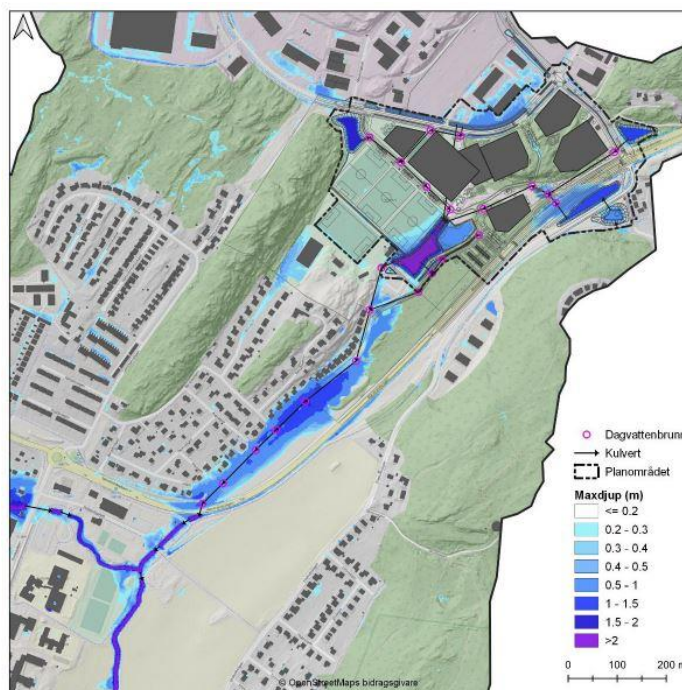 Dagvattenbrunn
Kulvert
Planområdet
Maxdjup (m)
<= 0.2
0.2 - 0.3
0.3 - 0.4
0.4 - 0.5
0.5 - 1
1 - 1.5
1.5 - 2
>2
0 100 200 m
© OpenStreetMaps bidragsgivare